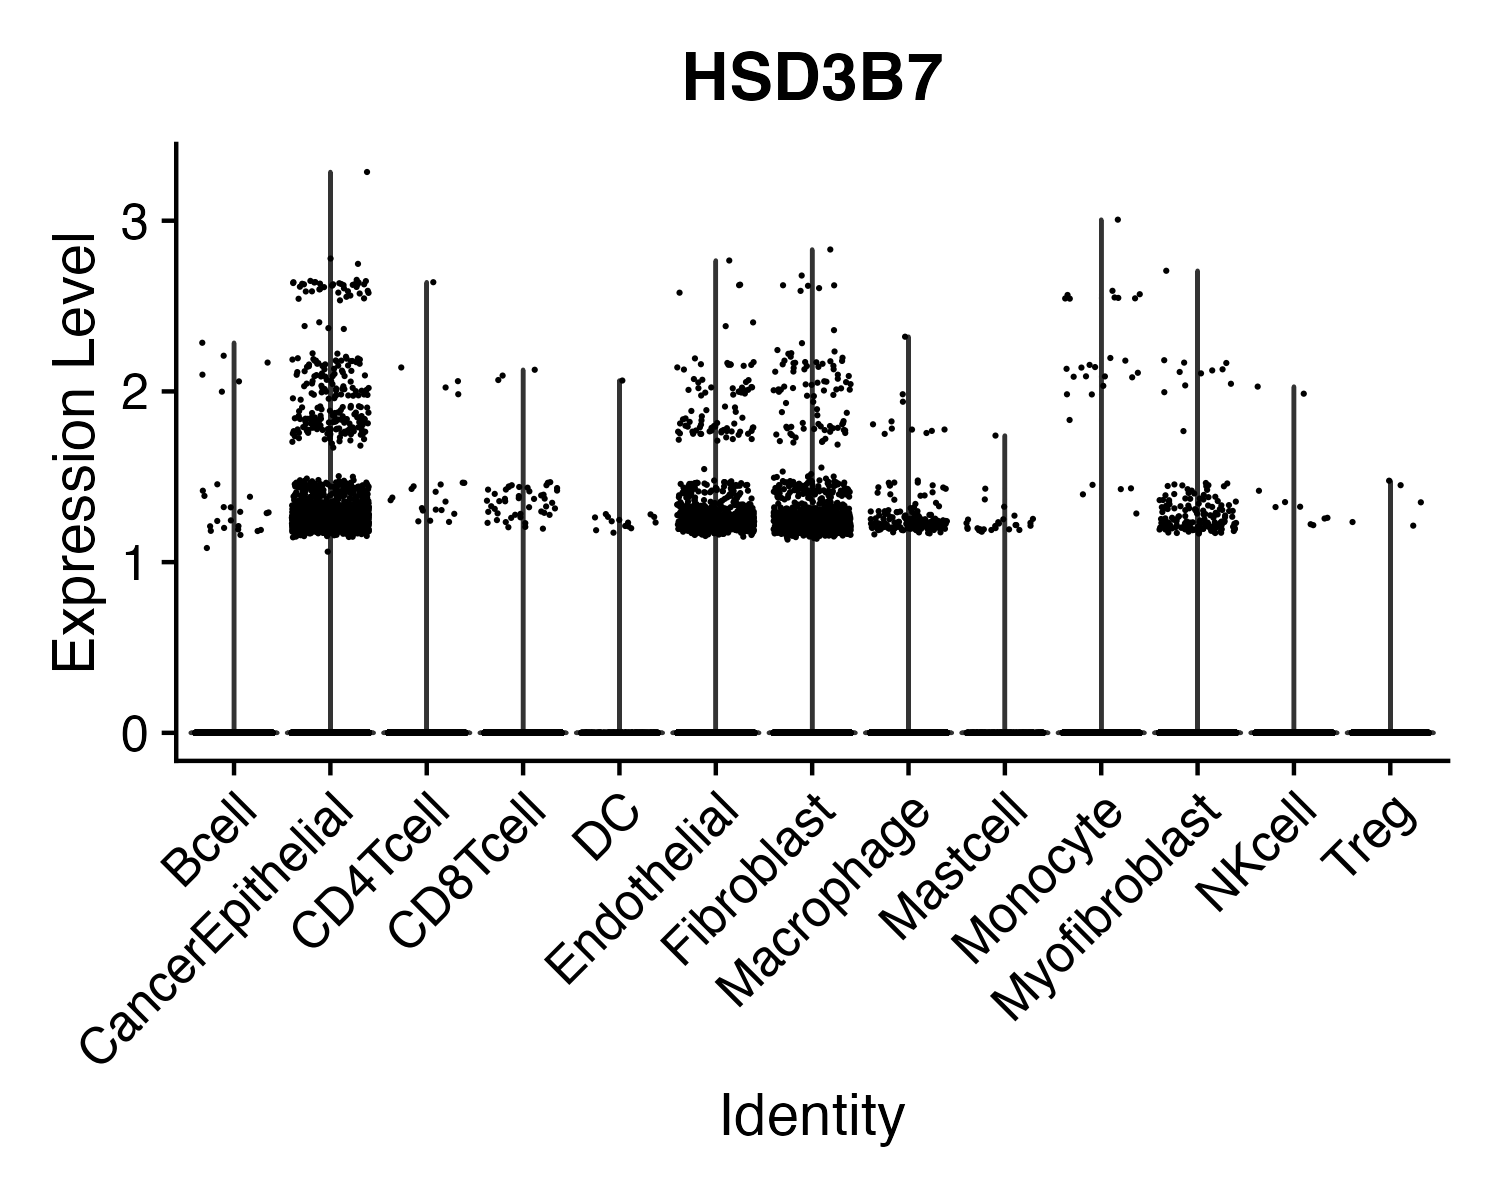 HSD3B7
Expression Level
3
2
1
0
Bcell
CancerEpithelial
CD4Tcell
CD8Tcell
DC
Endothelial
Fibroblast
Macrophage
Mastcell
Monocyte
Myofibroblast
NKcell
Treg
Identity